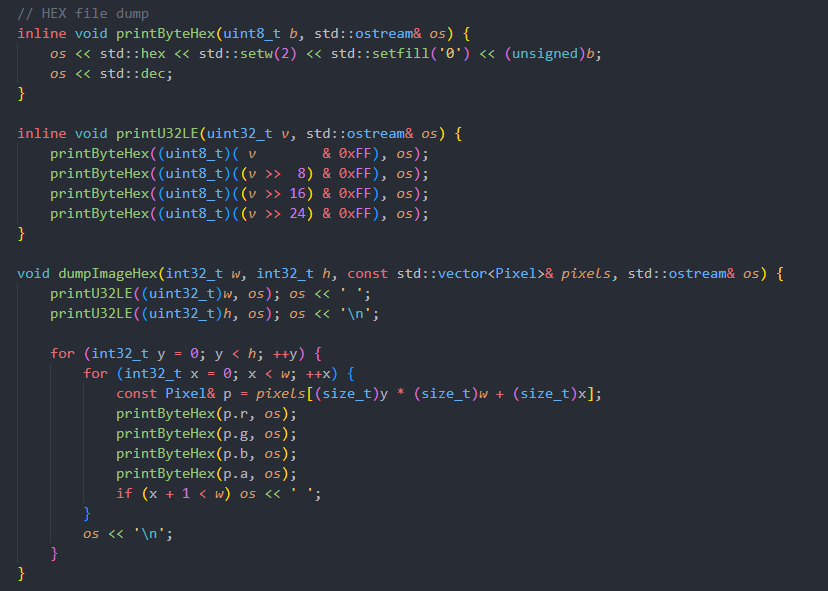 // HEX file dump
inline void printByteHex(uint8_t b, std::ostream& os) {
    os << std::hex << std::setw(2) << std::setfill('0') << (unsigned)b;
    os << std::dec;
}

inline void printU32LE(uint32_t v, std::ostream& os) {
    printByteHex((uint8_t)( v        & 0xFF), os);
    printByteHex((uint8_t)((v >>  8) & 0xFF), os);
    printByteHex((uint8_t)((v >> 16) & 0xFF), os);
    printByteHex((uint8_t)((v >> 24) & 0xFF), os);
}

void dumpImageHex(int32_t w, int32_t h, const std::vector<Pixel>& pixels, std::ostream& os) {
    printU32LE((uint32_t)w, os); os << ' ';
    printU32LE((uint32_t)h, os); os << '\n';

    for (int32_t y = 0; y < h; ++y) {
        for (int32_t x = 0; x < w; ++x) {
            const Pixel& p = pixels[(size_t)y * (size_t)w + (size_t)x];
            printByteHex(p.r, os);
            printByteHex(p.g, os);
            printByteHex(p.b, os);
            printByteHex(p.a, os);
            if (x + 1 < w) os << ' ';
        }
        os << '\n';
    }
}